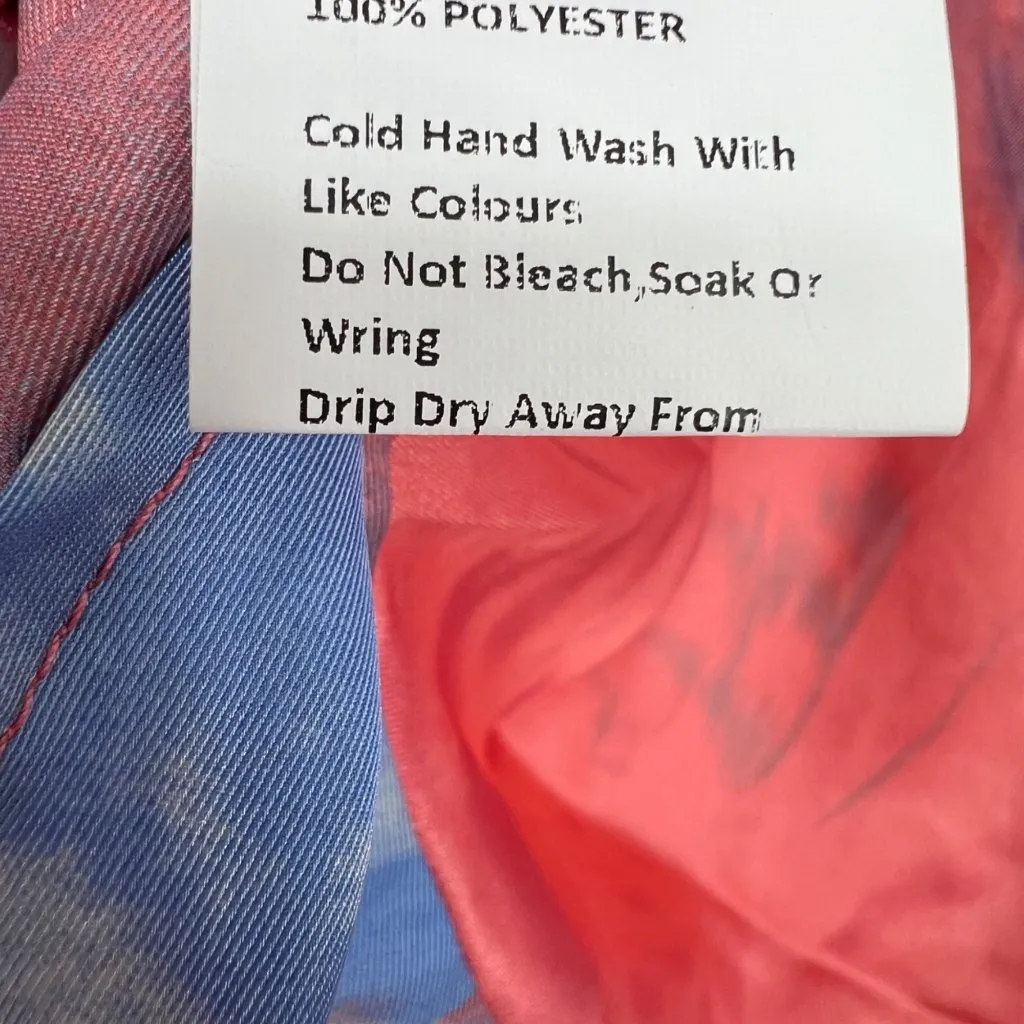 100% POLYESTER
Cold Hand Wash With
Like Colours
Do Not Bleach,Soak Or
Wring
Drip Dry Away From